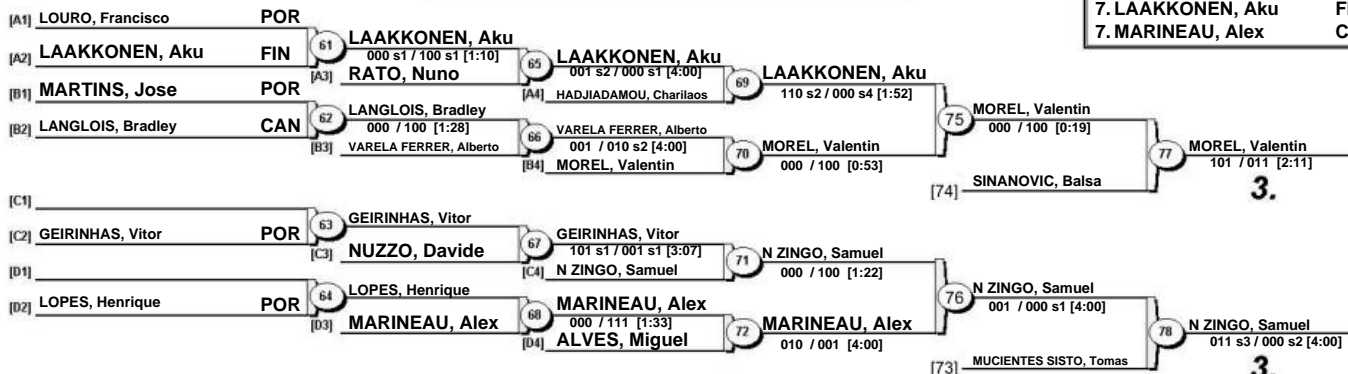 7. LAAKKONEN, Aku
7. MARINEAU, Alex
[A1] LOURO, Francisco POR
[A2] LAAKKONEN, Aku FIN
61 LAAKKONEN, Aku
000 s1 / 100 s1 [1:10]
[A3] RATO, Nuno
65 LAAKKONEN, Aku
001 s2 / 000 s1 [4:00]
[A4] HADJIADAMOU, Charilaos
69 LAAKKONEN, Aku
110 s2 / 000 s4 [1:52]
[B1] MARTINS, Jose POR
[B2] LANGLOIS, Bradley CAN
62 LANGLOIS, Bradley
000 / 100 [1:28]
[B3] VARELA FERRER, Alberto
66 VARELA FERRER, Alberto
001 / 010 s2 [4:00]
[B4] MOREL, Valentin
70 MOREL, Valentin
000 / 100 [0:53]
75 MOREL, Valentin
000 / 100 [0:19]
[74] SINANOVIC, Balsa
77 MOREL, Valentin
101 / 011 [2:11]
3.
[C1]
[C2] GEIRINHAS, Vitor POR
63 GEIRINHAS, Vitor
[C3] NUZZO, Davide
67 GEIRINHAS, Vitor
101 s1 / 001 s1 [3:07]
[C4] N ZINGO, Samuel
71 N ZINGO, Samuel
000 / 100 [1:22]
[D1]
[D2] LOPES, Henrique POR
64 LOPES, Henrique
[D3] MARINEAU, Alex
68 MARINEAU, Alex
000 / 111 [1:33]
[D4] ALVES, Miguel
72 MARINEAU, Alex
010 / 001 [4:00]
76 N ZINGO, Samuel
001 / 000 s1 [4:00]
[73] MUCIENTES SISTO, Tomas
78 N ZINGO, Samuel
011 s3 / 000 s2 [4:00]
3.